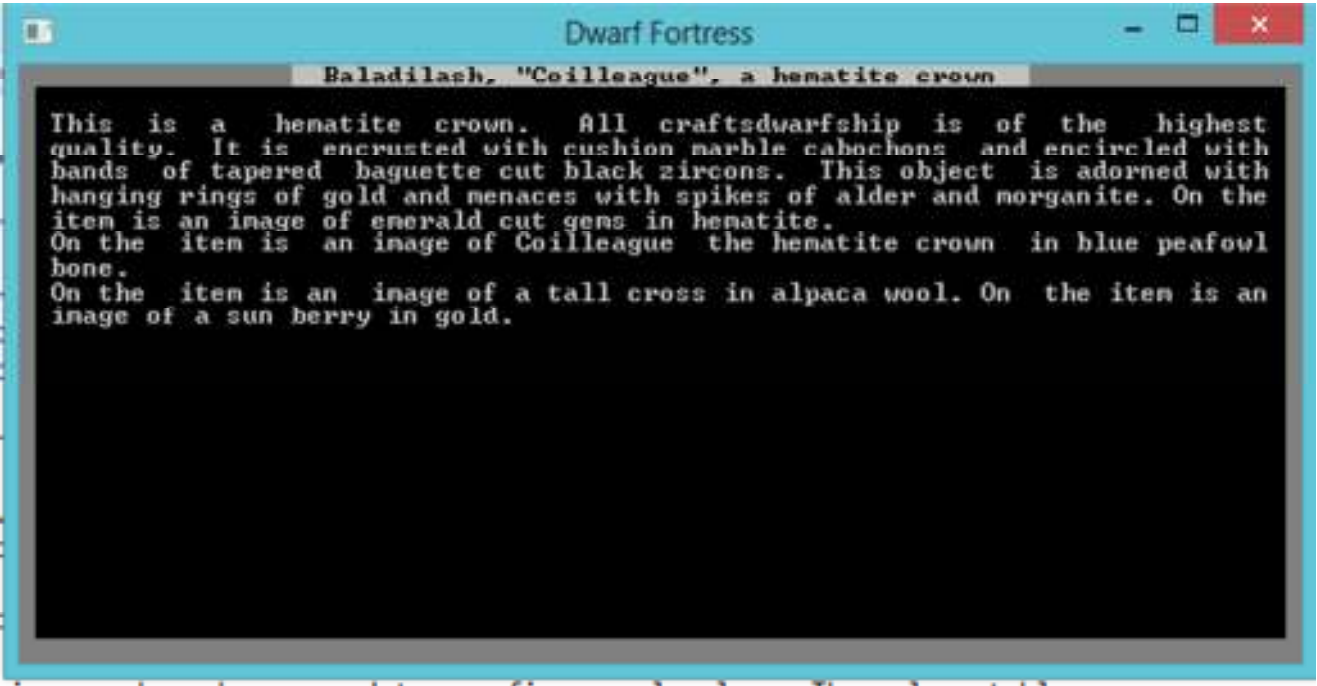 Dwarf Fortress
Baladilash, "Coilleague", a hematite crown
This is a hematite crown. All craftsdwarfship is of the highest
quality. It is encrusted with cushion marble cabochons and encircled with
bands of tapered baguette cut black zircons. This object is adorned with
hanging rings of gold and menaces with spikes of alder and morganite. On the
item is an image of emerald cut gems in hematite.
On the item is an image of Coilleague the hematite crown in blue peafowl
bone.
On the item is an image of a tall cross in alpaca wool. On the item is an
image of a sun berry in gold.